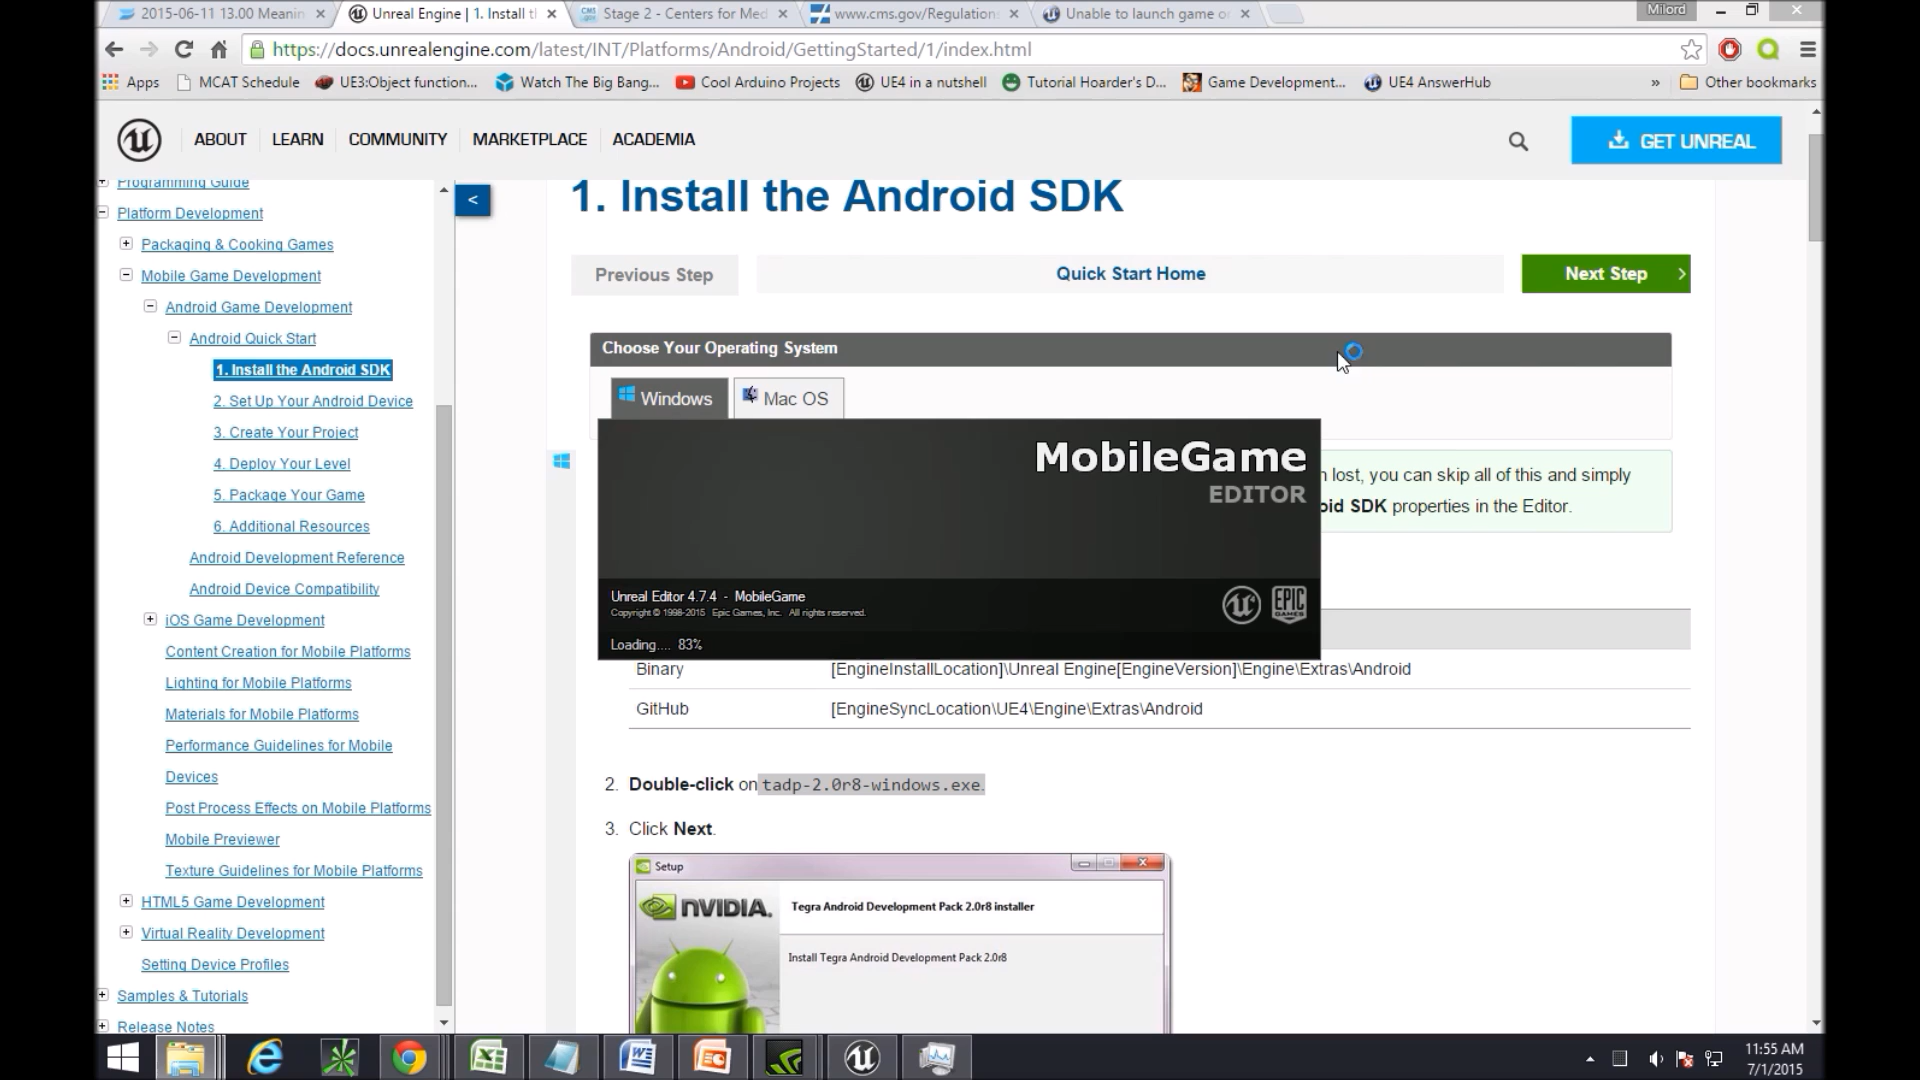 2015-06-11 13.00 Meanin
Unreal Engine | 1. Install t
Stage 2 - Centers for Med
www.cms.gov/Regulations
Unable to launch game o
Milord
https://docs.unrealengine.com/latest/INT/Platforms/Android/GettingStarted/1/index.html
Apps
MCAT Schedule
UE3:Object function...
Watch The Big Bang...
Cool Arduino Projects
UE4 in a nutshell
Tutorial Hoarder's D...
Game Development...
UE4 AnswerHub
»
Other bookmarks
ABOUT
LEARN
COMMUNITY
MARKETPLACE
ACADEMIA
GET UNREAL
Programming Guide
Platform Development
Packaging & Cooking Games
Mobile Game Development
Android Game Development
Android Quick Start
1. Install the Android SDK
2. Set Up Your Android Device
3. Create Your Project
4. Deploy Your Level
5. Package Your Game
6. Additional Resources
Android Development Reference
Android Device Compatibility
iOS Game Development
Content Creation for Mobile Platforms
Lighting for Mobile Platforms
Materials for Mobile Platforms
Performance Guidelines for Mobile
Devices
Post Process Effects on Mobile Platforms
Mobile Previewer
Texture Guidelines for Mobile Platforms
HTML5 Game Development
Virtual Reality Development
Setting Device Profiles
Samples & Tutorials
Release Notes
<
1. Install the Android SDK
Previous Step
Quick Start Home
Next Step >
Choose Your Operating System
Windows
Mac OS
n lost, you can skip all of this and simply
oid SDK properties in the Editor.
MobileGame
EDITOR
Unreal Editor 4.7.4 - MobileGame
Copyright © 1998-2015 Epic Games, Inc. All rights reserved.
EPIC
GAMES
Loading.... 83%
Binary [EngineInstallLocation]\Unreal Engine[EngineVersion]\Engine\Extras\Android
GitHub [EngineSyncLocation\UE4\Engine\Extras\Android
2. Double-click on tadp-2.0r8-windows.exe.
3. Click Next.
Setup
NVIDIA.
Tegra Android Development Pack 2.0r8 installer
Install Tegra Android Development Pack 2.0r8
11:55 AM
7/1/2015